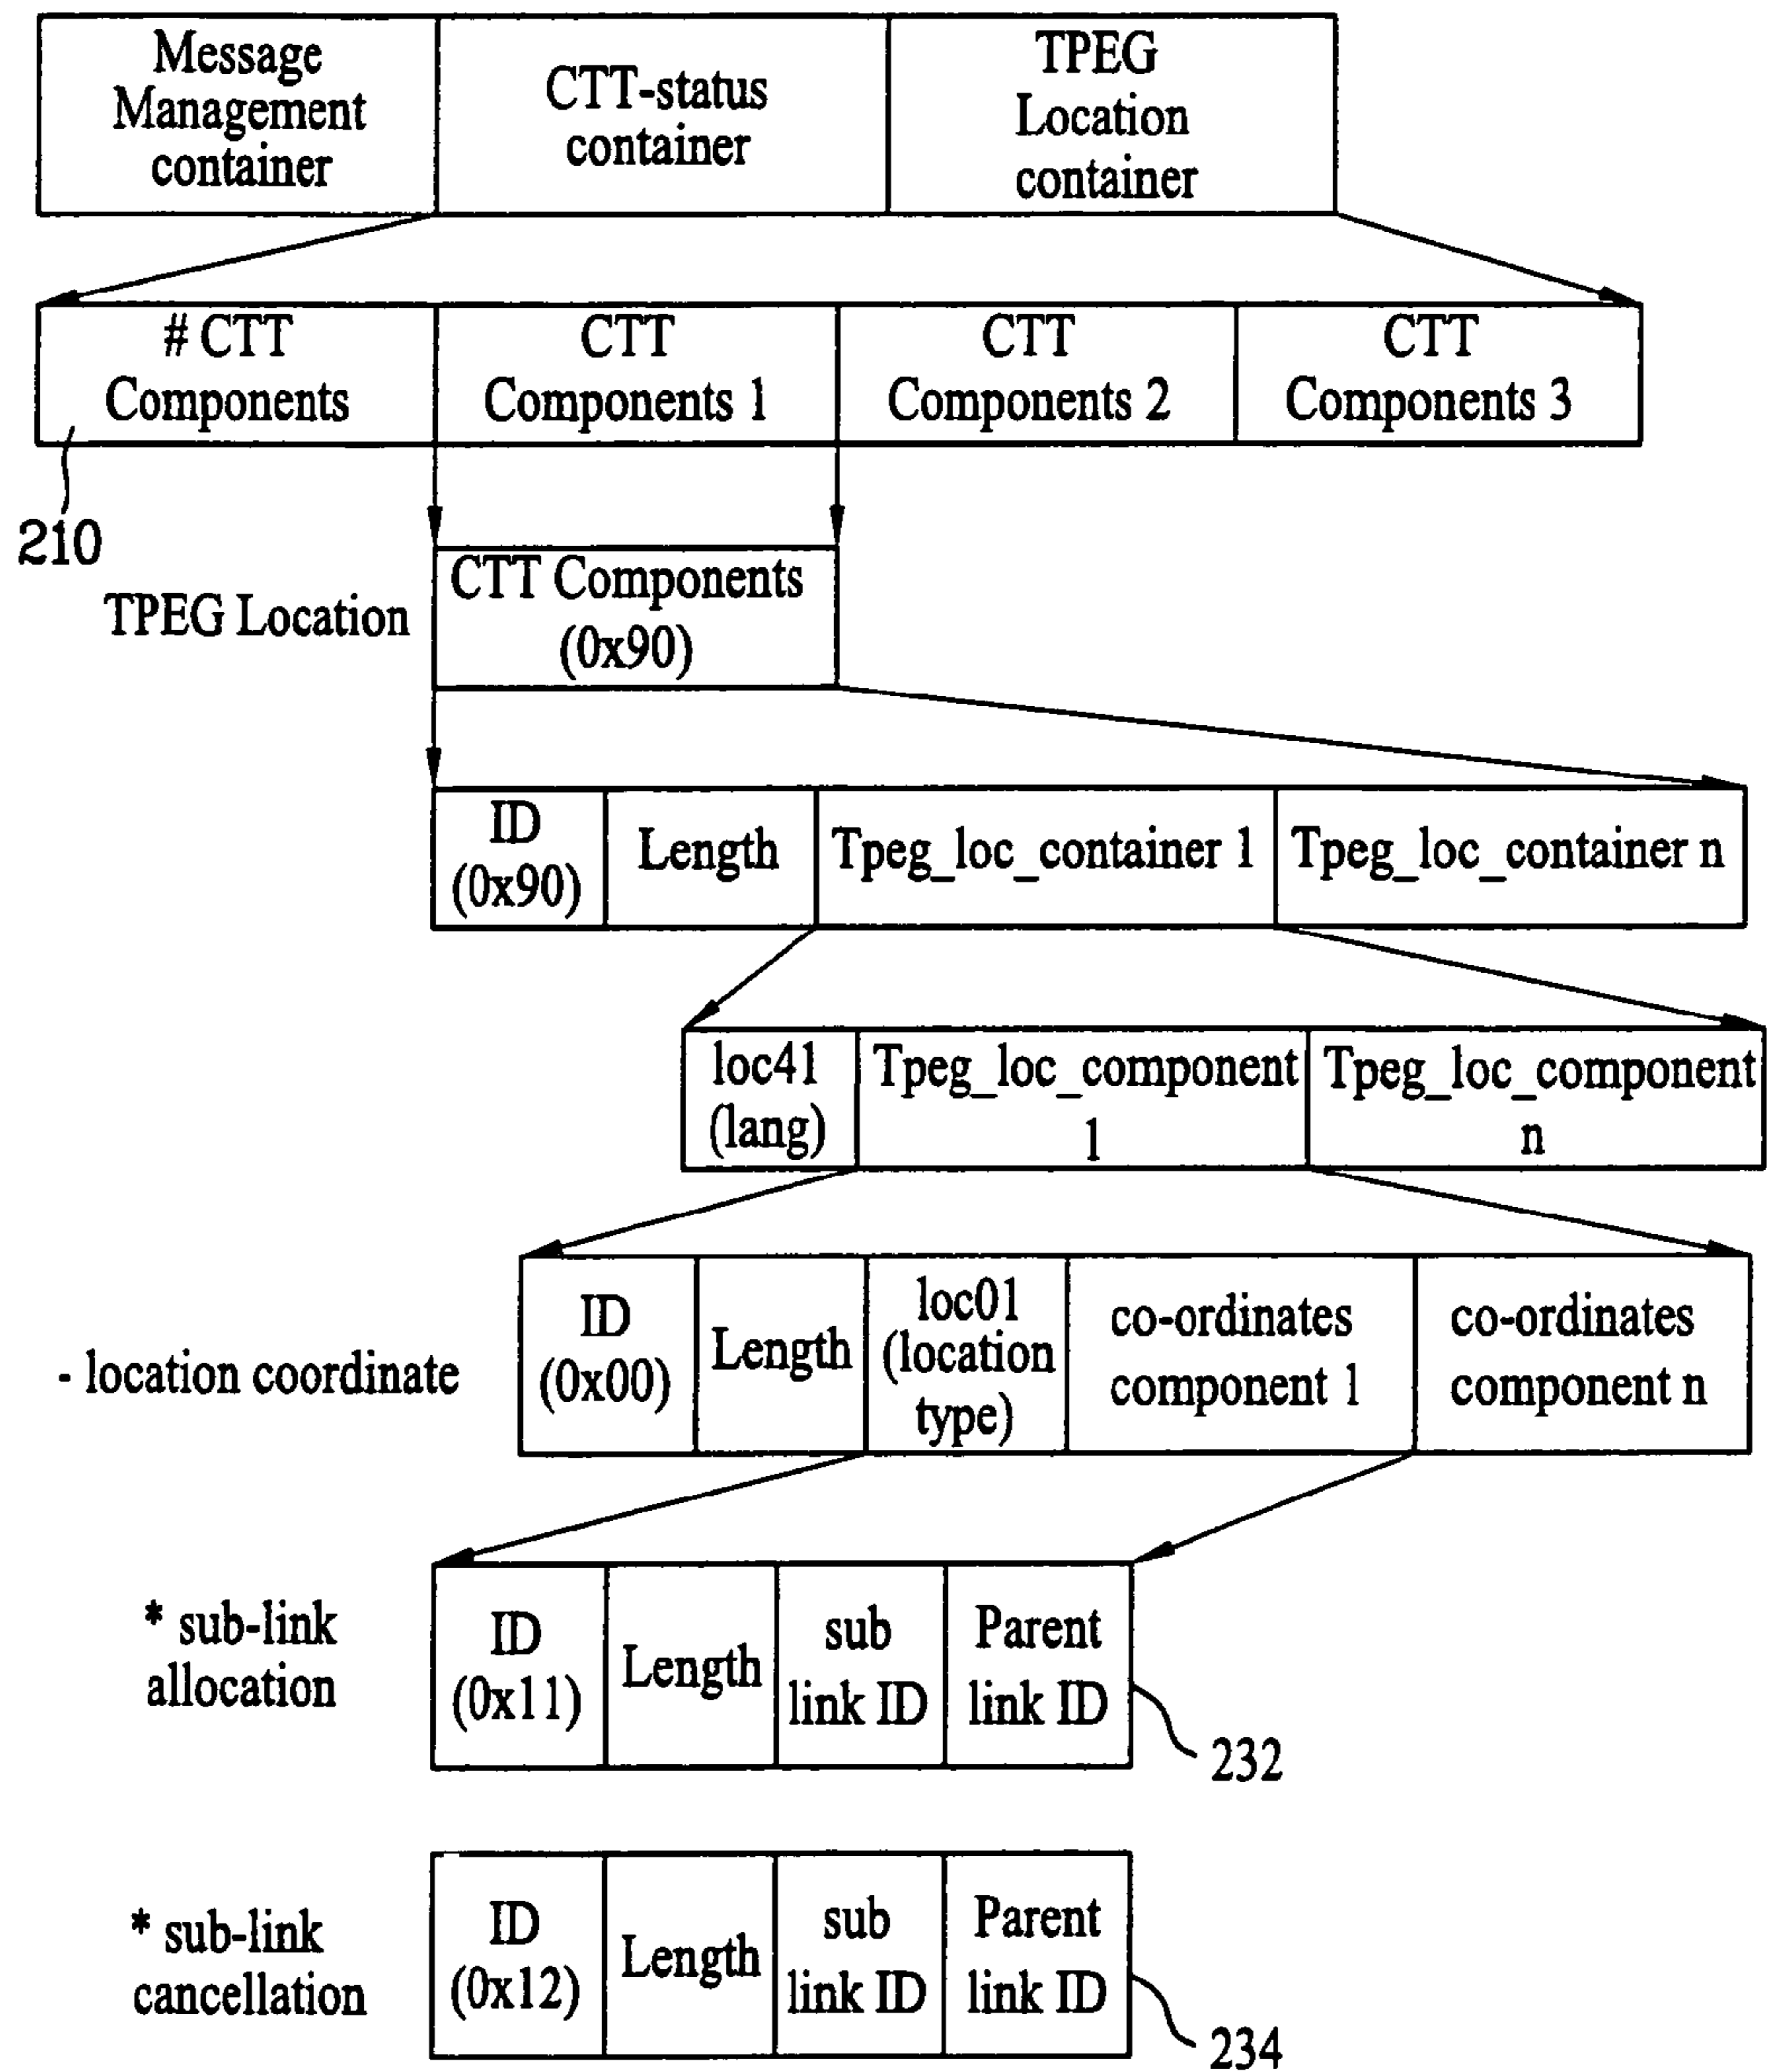 Message
Management
container
CTT-status
container
TPEG
Location
container
# CTT
Components
CTT
Components 1
CTT
Components 2
CTT
Components 3
210
TPEG Location
CTT Components
(0x90)
ID
(0x90)
Length
Tpeg_loc_container 1
Tpeg_loc_container n
loc41
(lang)
Tpeg_loc_component
1
Tpeg_loc_component
n
- location coordinate
ID
(0x00)
Length
loc01
(location
type)
co-ordinates
component 1
co-ordinates
component n
* sub-link
allocation
ID
(0x11)
Length
sub
link ID
Parent
link ID
232
* sub-link
cancellation
ID
(0x12)
Length
sub
link ID
Parent
link ID
234